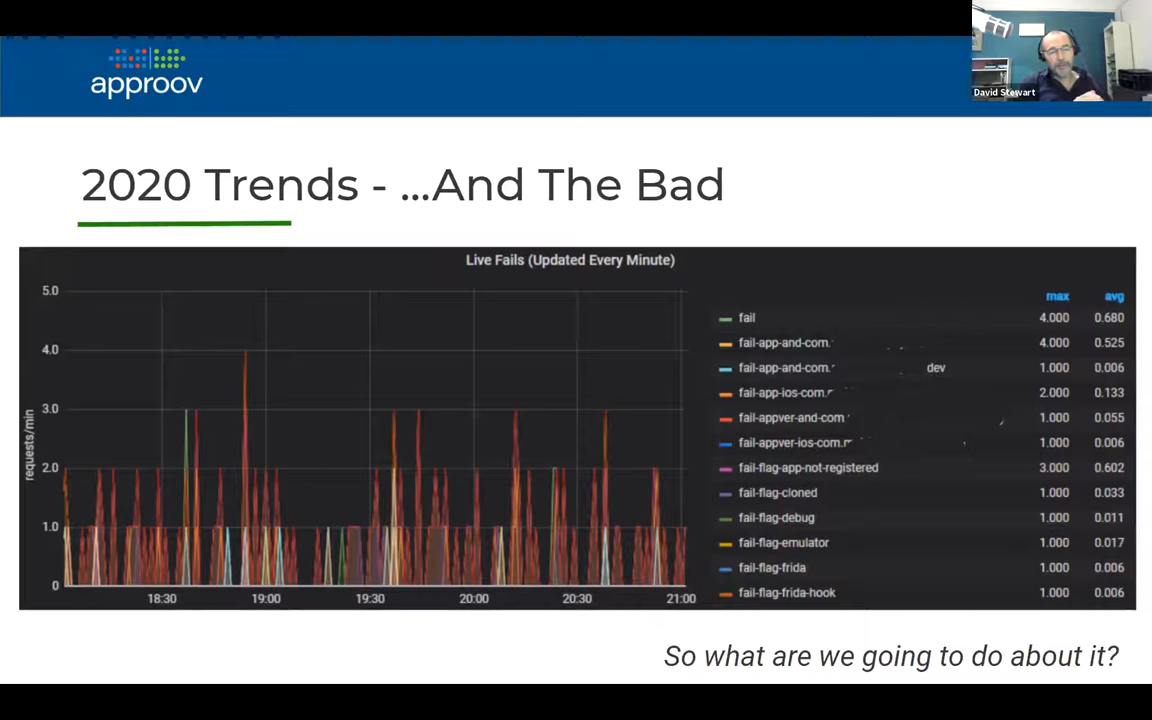 approov
David Stewart
2020 Trends - ...And The Bad
Live Fails (Updated Every Minute)
requests/min
5.0
4.0
3.0
2.0
1.0
0
18:30 19:00 19:30 20:00 20:30 21:00
max avg
fail 4.000 0.680
fail-app-and-com. 4.000 0.525
fail-app-and-com. dev 1.000 0.006
fail-app-ios-com. 2.000 0.133
fail-appver-and-com 1.000 0.055
fail-appver-ios-com. 1.000 0.006
fail-flag-app-not-registered 3.000 0.602
fail-flag-cloned 1.000 0.033
fail-flag-debug 1.000 0.011
fail-flag-emulator 1.000 0.017
fail-flag-frida 1.000 0.006
fail-flag-frida-hook 1.000 0.006
So what are we going to do about it?